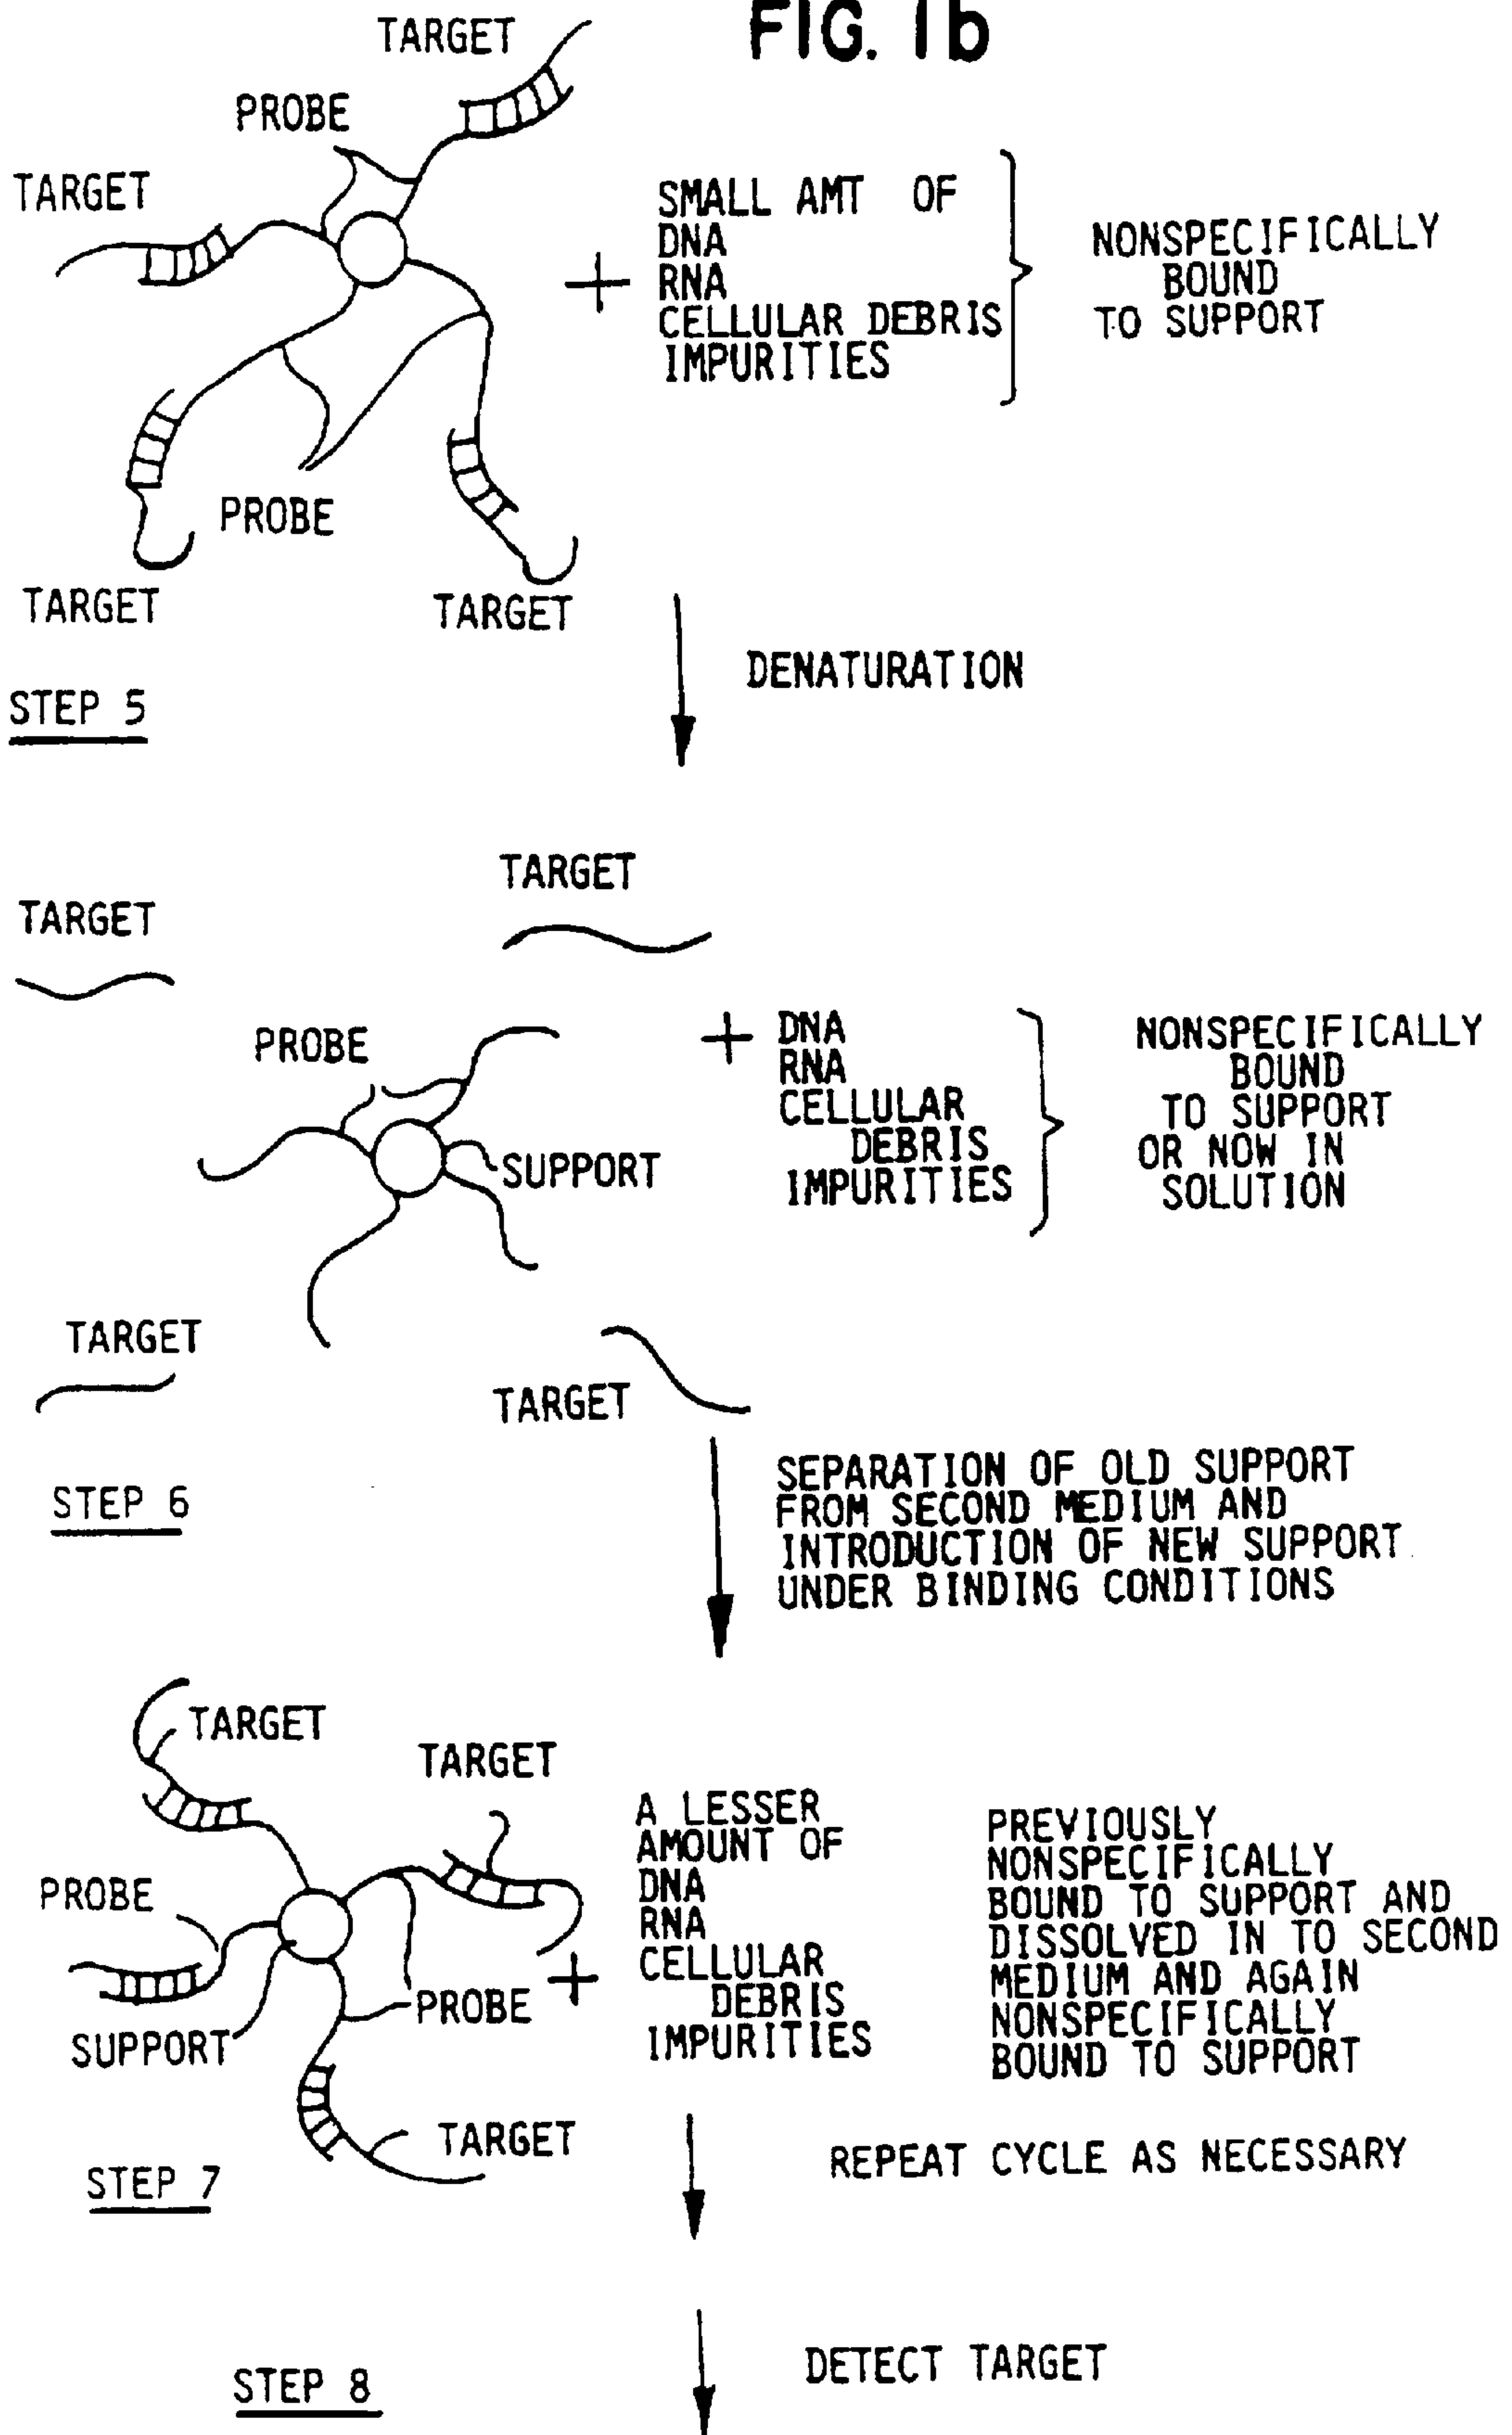 FIG. 1b
TARGET
PROBE
TARGET
SMALL AMT OF
DNA
RNA
CELLULAR DEBRIS
IMPURITIES
NONSPECIFICALLY
BOUND
TO SUPPORT
PROBE
TARGET
TARGET
DENATURATION
STEP 5
TARGET
TARGET
PROBE
SUPPORT
+ DNA
RNA
CELLULAR
DEBRIS
IMPURITIES
NONSPECIFICALLY
BOUND
TO SUPPORT
OR NOW IN
SOLUTION
TARGET
TARGET
STEP 6
SEPARATION OF OLD SUPPORT
FROM SECOND MEDIUM AND
INTRODUCTION OF NEW SUPPORT
UNDER BINDING CONDITIONS
TARGET
TARGET
PROBE
SUPPORT
PROBE +
A LESSER
AMOUNT OF
DNA
RNA
CELLULAR
DEBRIS
IMPURITIES
PREVIOUSLY
NONSPECIFICALLY
BOUND TO SUPPORT AND
DISSOLVED IN TO SECOND
MEDIUM AND AGAIN
NONSPECIFICALLY
BOUND TO SUPPORT
TARGET
STEP 7
REPEAT CYCLE AS NECESSARY
STEP 8
DETECT TARGET